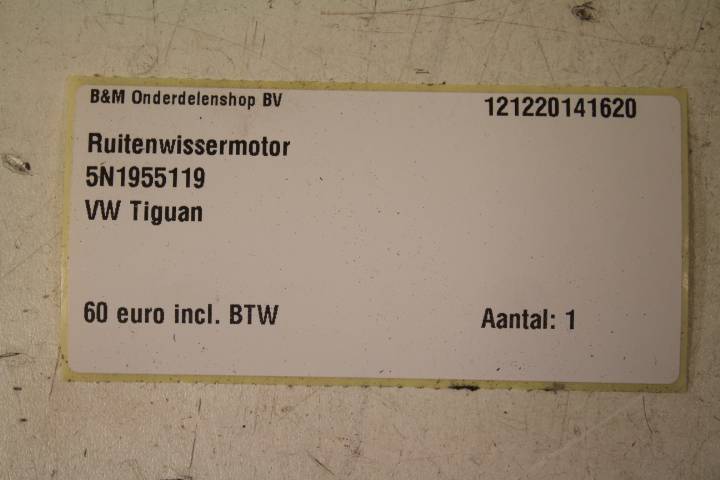 B&M Onderdelenshop BV 121220141620
Ruitenwissermotor
5N1955119
VW Tiguan
60 euro incl. BTW Aantal: 1